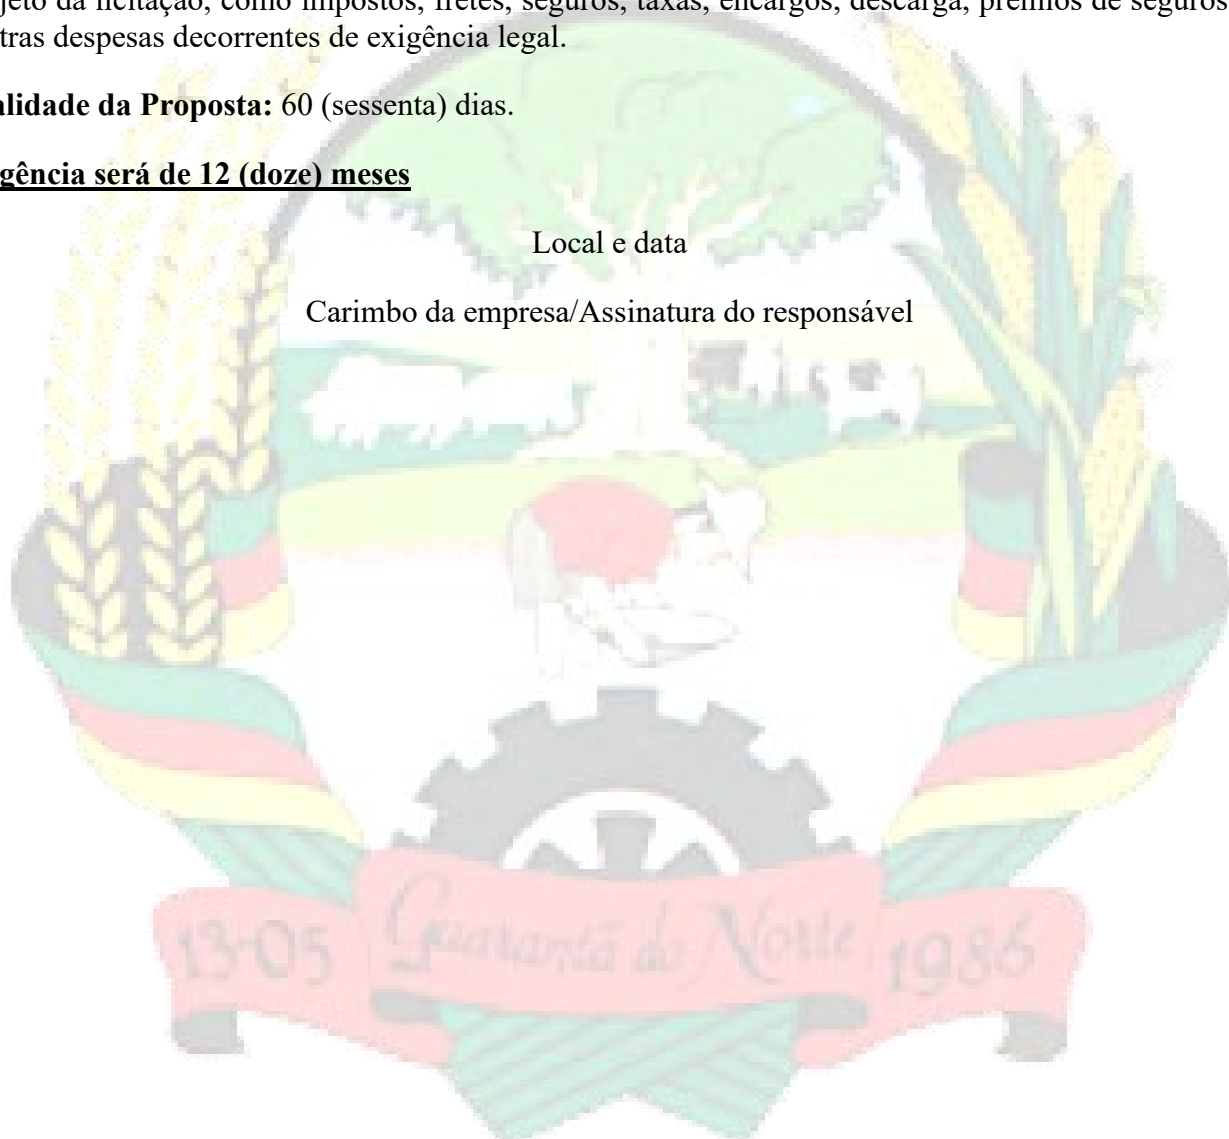 jeto da licitação, como impostos, fretes, seguros, taxas, encargos, descarga, prêmios de seguros
tras despesas decorrentes de exigência legal.
alidade da Proposta: 60 (sessenta) dias.
gência será de 12 (doze) meses
Local e data
Carimbo da empresa/Assinatura do responsável
13-05 Guarantã do Norte 1986